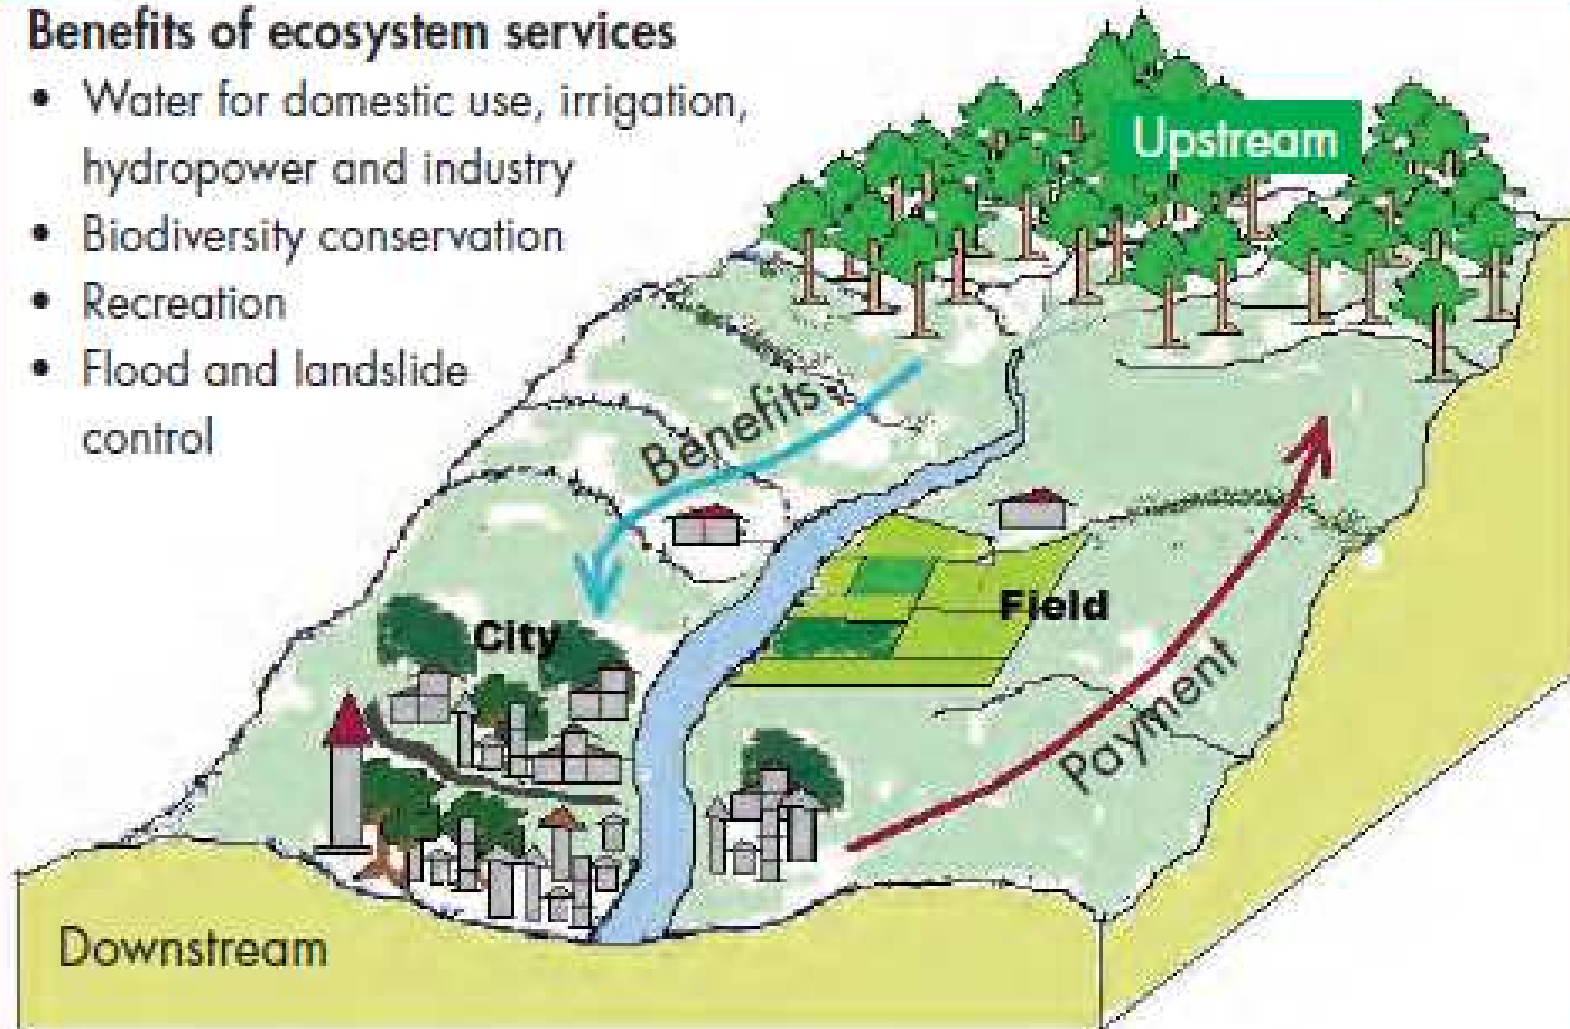 Benefits of ecosystem services
• Water for domestic use, irrigation,
hydropower and industry
• Biodiversity conservation
• Recreation
• Flood and landslide
control
Upstream
Benefits
City
Field
Payment
Downstream